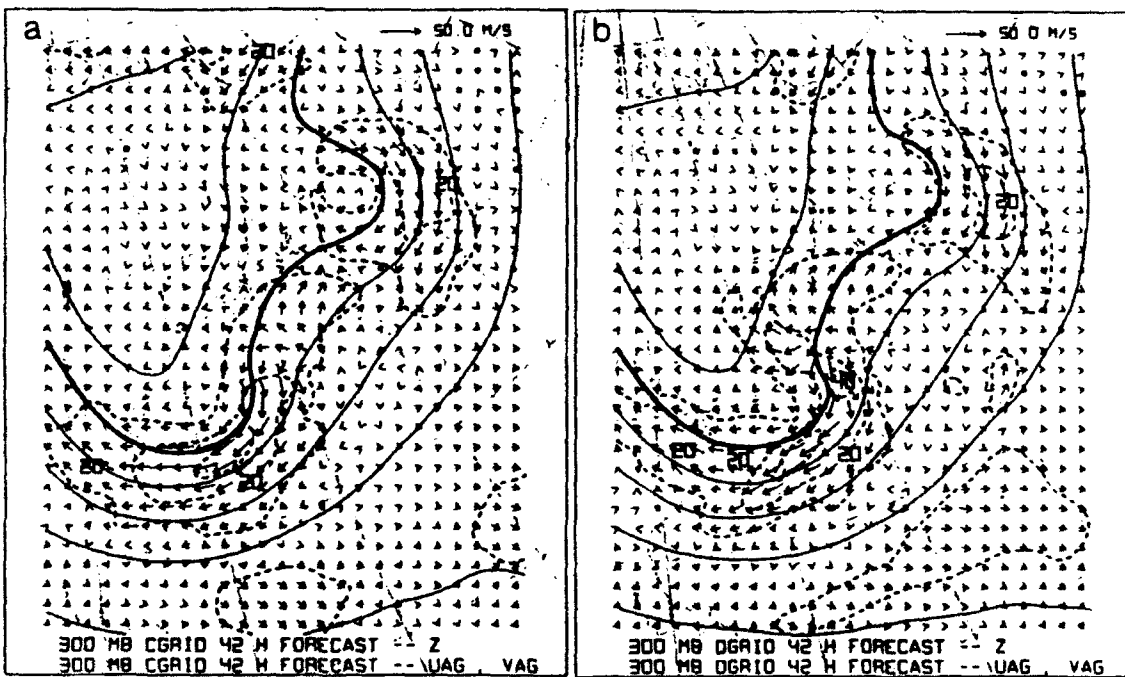 a
50.0 M/S
20
20
20
20
300 MB CGRID 42 H FORECAST -- Z
300 MB CGRID 42 H FORECAST --\UAG , VAG
b
50.0 M/S
20
20
20
20
300 MB DGRID 42 H FORECAST -- Z
300 MB DGRID 42 H FORECAST --\UAG , VAG